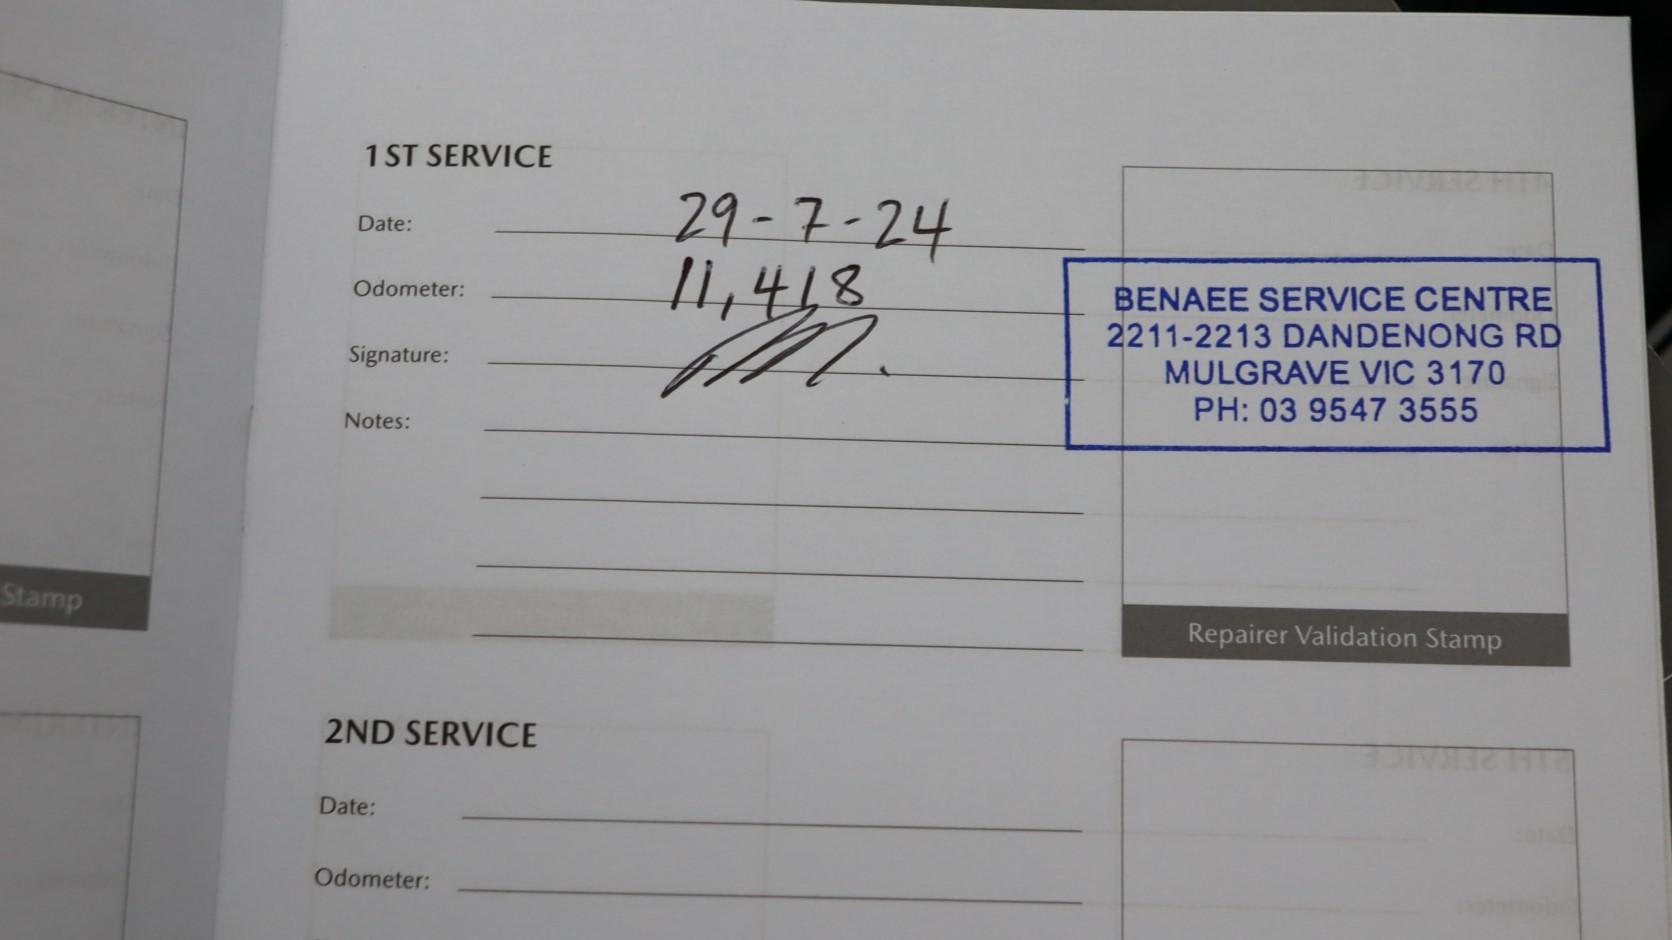 1ST SERVICE
Date: 29-7-24
Odometer: 11,418
Signature:
Notes:
BENAEE SERVICE CENTRE
2211-2213 DANDENONG RD
MULGRAVE VIC 3170
PH: 03 9547 3555
Repairer Validation Stamp
Stamp
2ND SERVICE
Date:
Odometer: